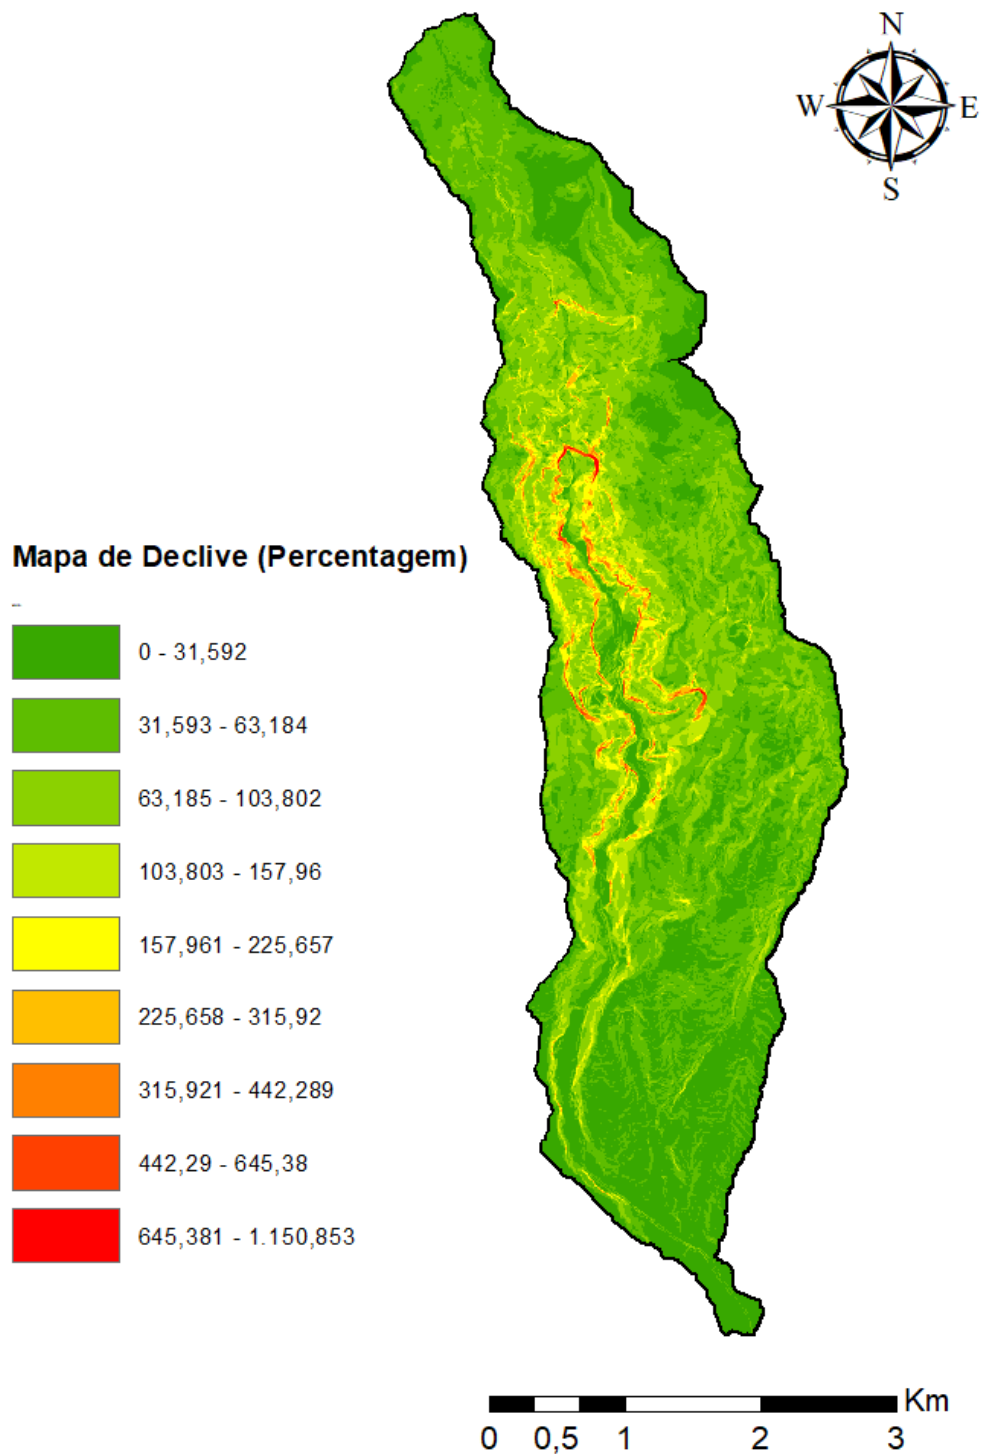 N
W E
S
Mapa de Declive (Percentagem)
0 - 31,592
31,593 - 63,184
63,185 - 103,802
103,803 - 157,96
157,961 - 225,657
225,658 - 315,92
315,921 - 442,289
442,29 - 645,38
645,381 - 1.150,853
Km
0 0,5 1 2 3